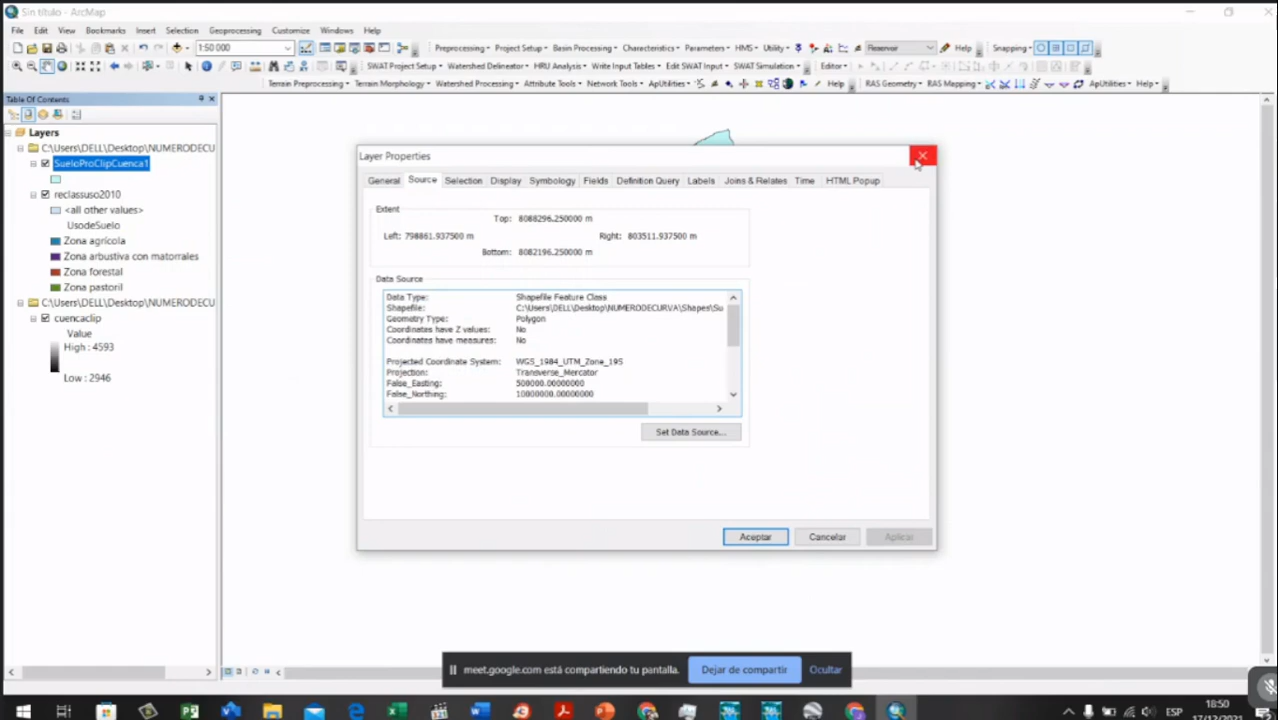 Sin título - ArcMap
File Edit View Bookmarks Insert Selection Geoprocessing Customize Windows Help
1:50 000
Preprocessing Project Setup Basin Processing Characteristics Parameters HMS Utility Reservoir Help Snapping
SWAT Project Setup Watershed Delineator HRU Analysis Write Input Tables Edit SWAT Input SWAT Simulation Editor
Terrain Preprocessing Terrain Morphology Watershed Processing Attribute Tools Network Tools ApUtilities Help RAS Geometry RAS Mapping ApUtilities Help
Table Of Contents
Layers
C:\Users\DELL\Desktop\NUMERODECU
SueloProClipCuenca1
reclassuso2010
<all other values>
UsodeSuelo
Zona agrícola
Zona arbustiva con matorrales
Zona forestal
Zona pastoril
C:\Users\DELL\Desktop\NUMERODECU
cuencaclip
Value
High : 4593
Low : 2946
Layer Properties
General Source Selection Display Symbology Fields Definition Query Labels Joins & Relates Time HTML Popup
Extent
Top: 8088296.250000 m
Left: 798861.937500 m Right: 803511.937500 m
Bottom: 8082196.250000 m
Data Source
Data Type: Shapefile Feature Class
Shapefile: C:\Users\DELL\Desktop\NUMERODECURVA\Shapes\Su
Geometry Type: Polygon
Coordinates have Z values: No
Coordinates have measures: No
Projected Coordinate System: WGS_1984_UTM_Zone_19S
Projection: Transverse_Mercator
False_Easting: 500000.00000000
False_Northing: 10000000.00000000
Set Data Source...
Aceptar Cancelar Aplicar
meet.google.com está compartiendo tu pantalla. Dejar de compartir Ocultar
ESP
18:50
17/12/2021